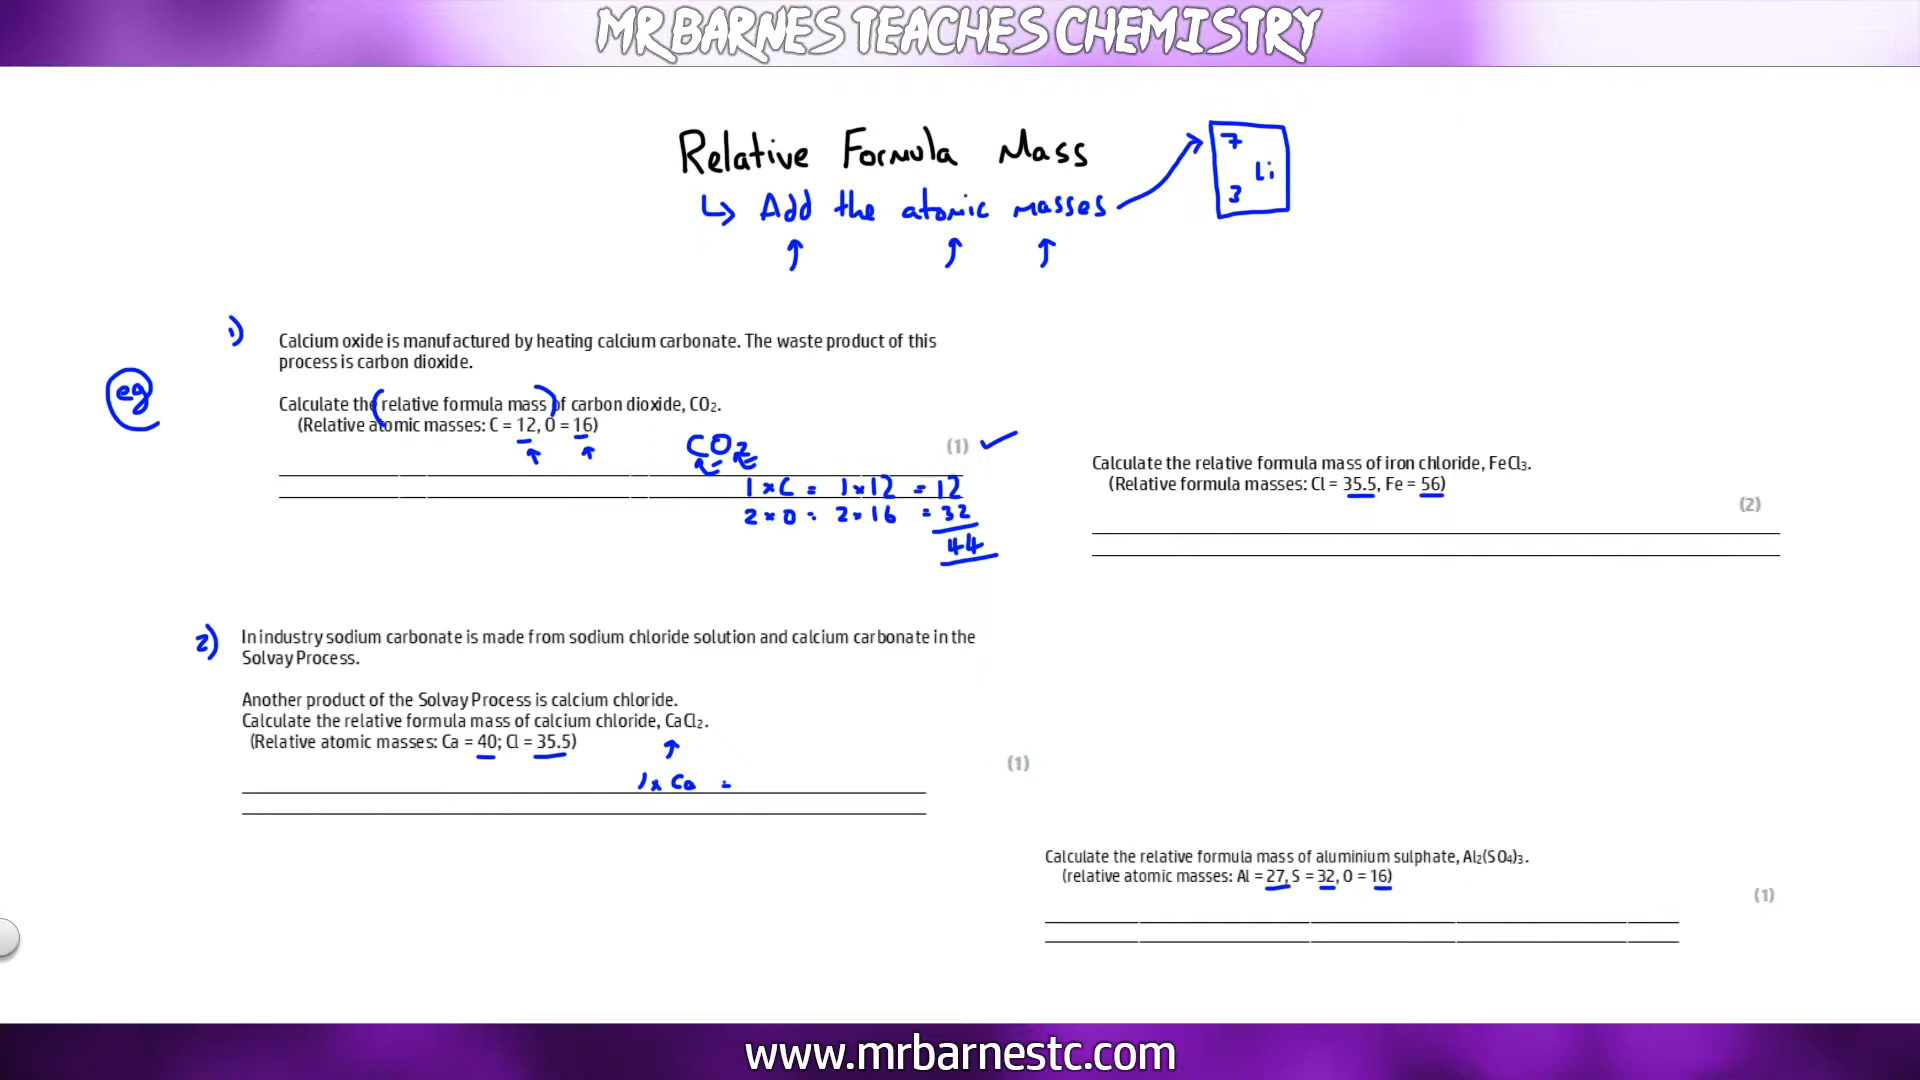 MR BARNES TEACHES CHEMISTRY
Relative Formula Mass
↳ Add the atomic masses
7
Li
3
1)
Calcium oxide is manufactured by heating calcium carbonate. The waste product of this
process is carbon dioxide.
eg
Calculate the (relative formula mass) of carbon dioxide, CO₂.
(Relative atomic masses: C = 12, O = 16)
CO₂
(1) ✓
1 × C = 1 × 12 = 12
2 × O = 2 × 16 = 32
44
2)
In industry sodium carbonate is made from sodium chloride solution and calcium carbonate in the
Solvay Process.
Another product of the Solvay Process is calcium chloride.
Calculate the relative formula mass of calcium chloride, CaCl₂.
(Relative atomic masses: Ca = 40; Cl = 35.5)
(1)
1 × Ca =
Calculate the relative formula mass of iron chloride, FeCl₃.
(Relative formula masses: Cl = 35.5, Fe = 56)
(2)
Calculate the relative formula mass of aluminium sulphate, Al₂(SO₄)₃.
(relative atomic masses: Al = 27, S = 32, O = 16)
(1)
www.mrbarnestc.com